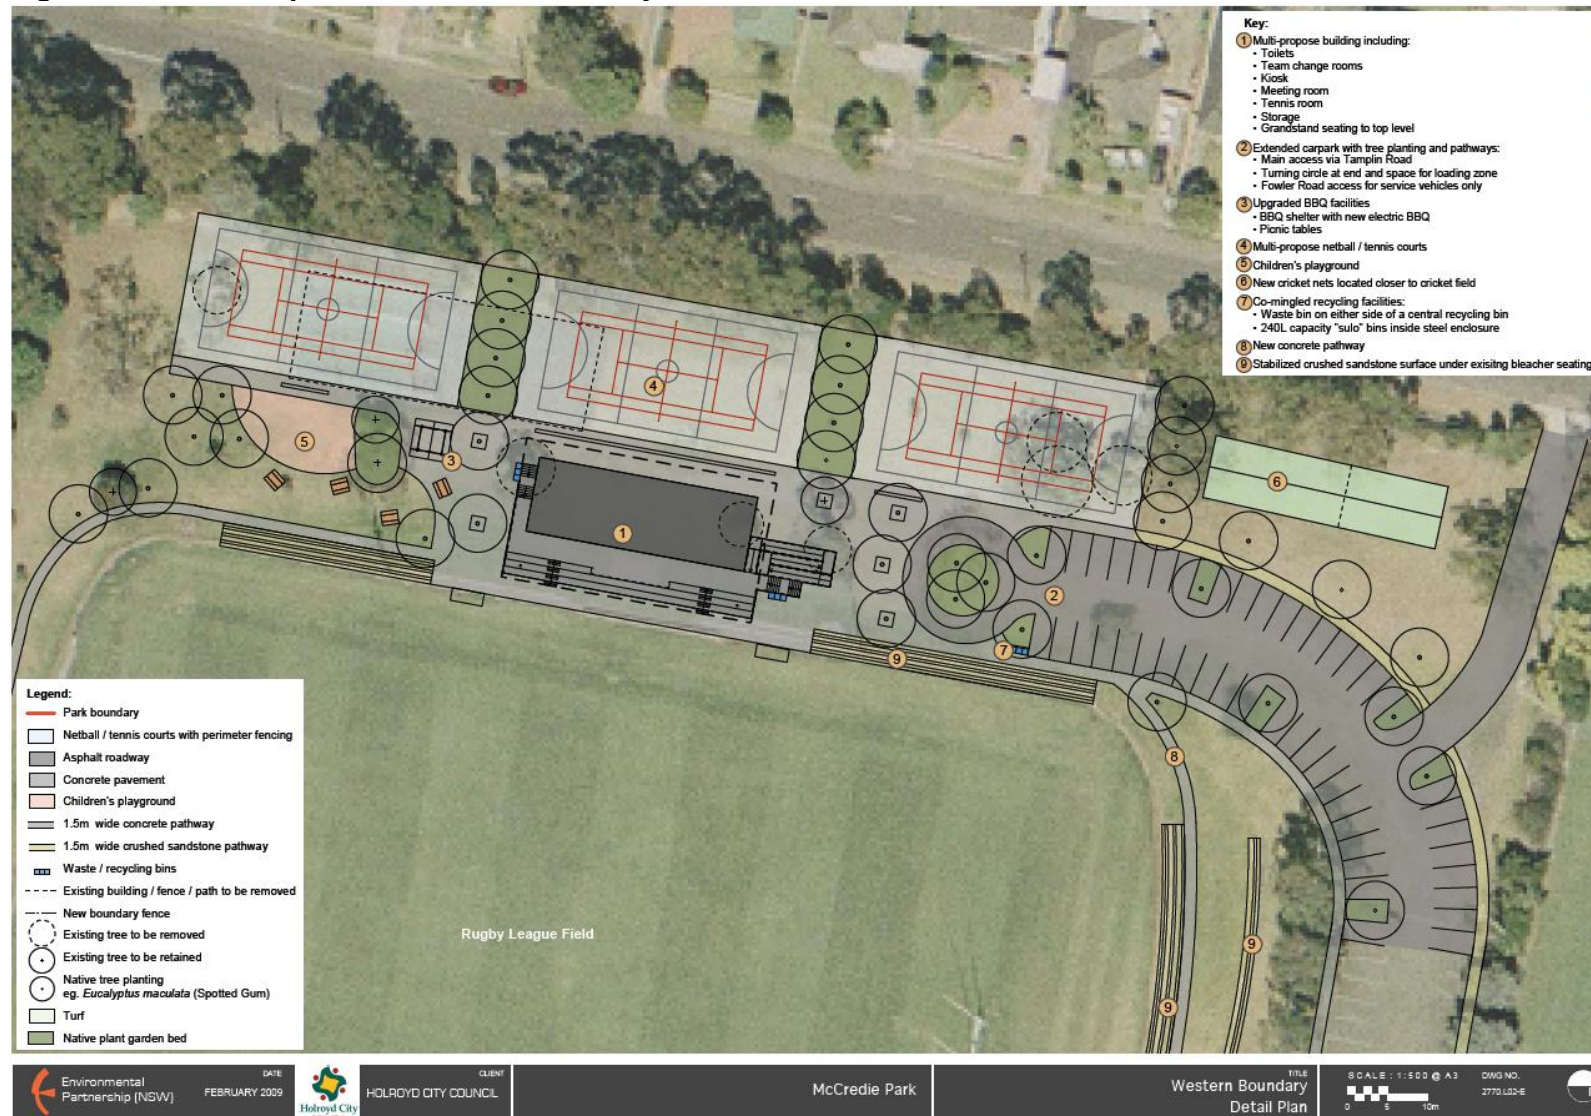 Key:
1 Multi-propose building including:
- Toilets
- Team change rooms
- Kiosk
- Meeting room
- Tennis room
- Storage
- Grandstand seating to top level
2 Extended carpark with tree planting and pathways:
- Main access via Tamplin Road
- Turning circle at end and space for loading zone
- Fowler Road access for service vehicles only
3 Upgraded BBQ facilities
- BBQ shelter with new electric BBQ
- Picnic tables
4 Multi-propose netball / tennis courts
5 Children's playground
6 New cricket nets located closer to cricket field
7 Co-mingled recycling facilities:
- Waste bin on either side of a central recycling bin
- 240L capacity "sulo" bins inside steel enclosure
8 New concrete pathway
9 Stabilized crushed sandstone surface under exisitng bleacher seating
4
5
3
6
1
2
7
9
8
9
9
Rugby League Field
Legend:
Park boundary
Netball / tennis courts with perimeter fencing
Asphalt roadway
Concrete pavement
Children's playground
1.5m wide concrete pathway
1.5m wide crushed sandstone pathway
Waste / recycling bins
Existing building / fence / path to be removed
New boundary fence
Existing tree to be removed
Existing tree to be retained
Native tree planting
eg. Eucalyptus maculata (Spotted Gum)
Turf
Native plant garden bed
Environmental
Partnership (NSW)
DATE
FEBRUARY 2009
Holroyd City
CLIENT
HOLROYD CITY COUNCIL
McCredie Park
TITLE
Western Boundary
Detail Plan
SCALE : 1:500 @ A3
0 5 10m
DWG NO.
2770.L02-E